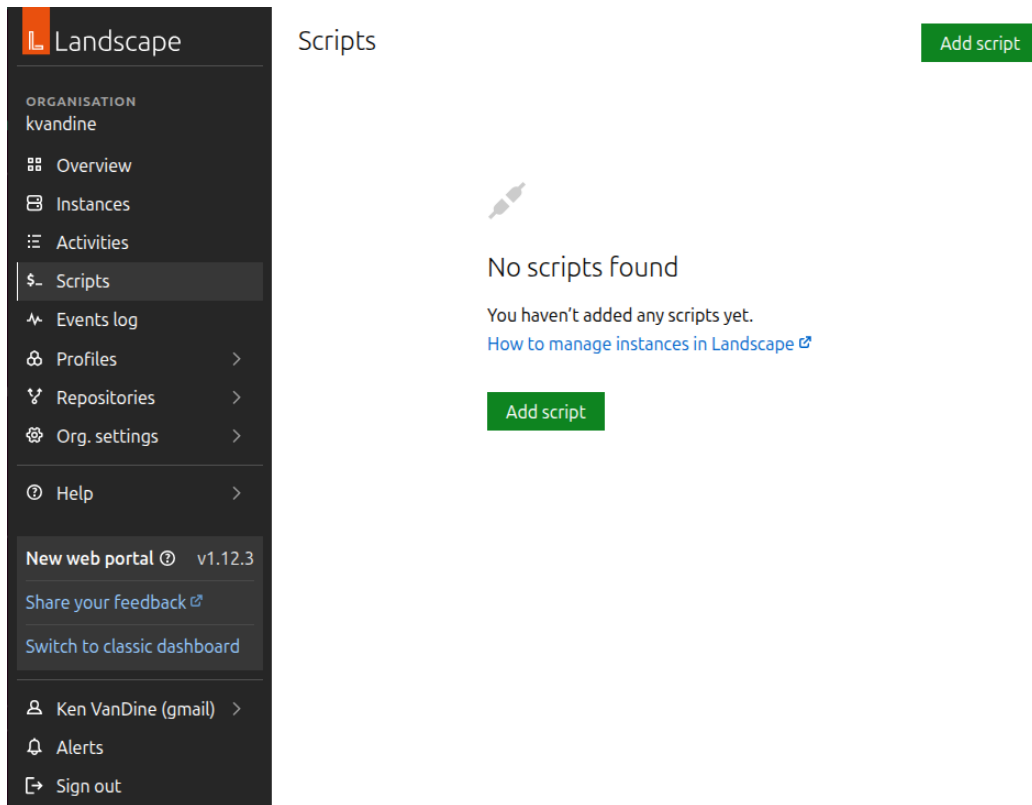 Landscape
ORGANISATION
kvandine
Overview
Instances
Activities
$_ Scripts
Events log
Profiles
Repositories
Org. settings
Help
New web portal v1.12.3
Share your feedback
Switch to classic dashboard
Ken VanDine (gmail)
Alerts
Sign out
Scripts
Add script
No scripts found
You haven’t added any scripts yet.
How to manage instances in Landscape
Add script